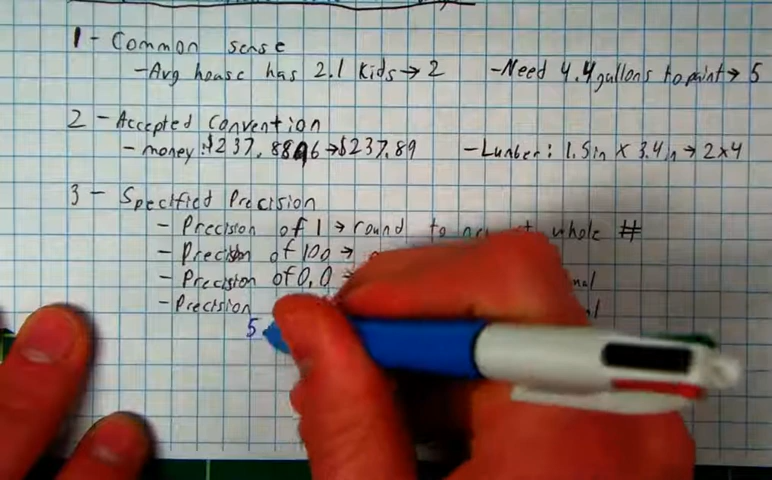 1 - Common sense
- Avg house has 2.1 kids → 2 - Need 4.4 gallons to paint → 5
2 - Accepted Convention
- money: $237.8896 → $237.89 - Lumber: 1.5in x 3.4in → 2x4
3 - Specified Precision
- Precision of 1 → round to whole #
- Precision of 100 →
- Precision of 0.0
- Precision
5